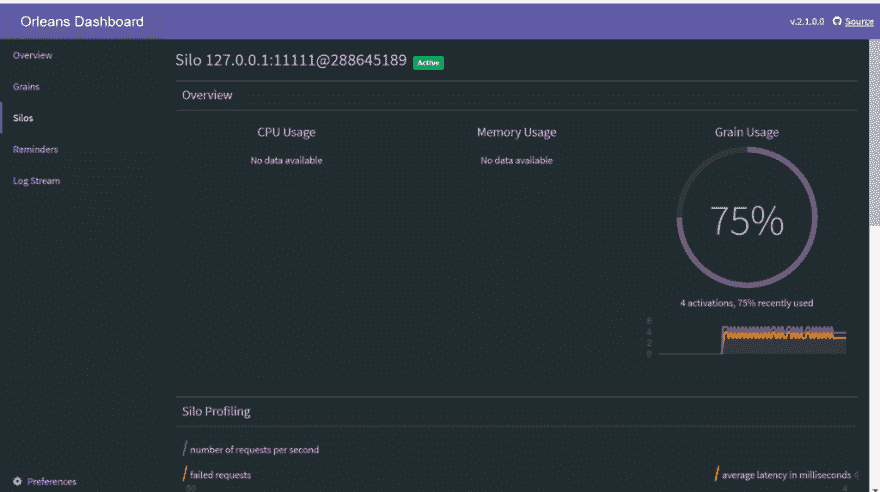 Orleans Dashboard
v.2.1.0.0 Source
Overview
Grains
Silos
Reminders
Log Stream
Preferences
Silo 127.0.0.1:11111@288645189 Active
Overview
CPU Usage
No data available
Memory Usage
No data available
Grain Usage
75%
4 activations, 75% recently used
6
4
2
0
Silo Profiling
number of requests per second
failed requests
average latency in milliseconds
50
4